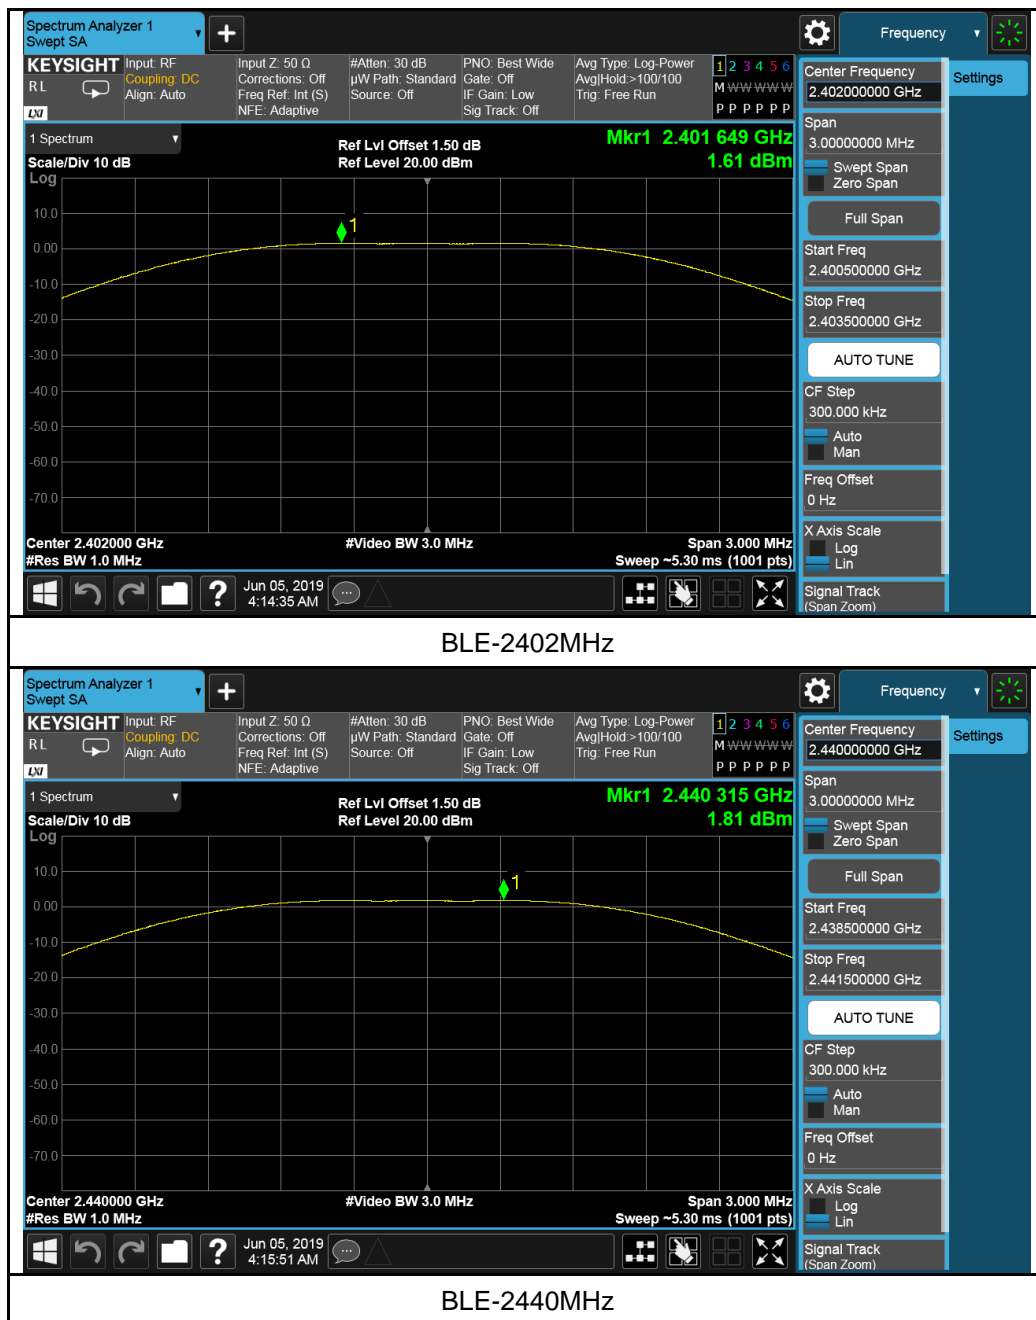 Spectrum Analyzer 1
Swept SA
Frequency
KEYSIGHT
RL
LXI
Input: RF
Coupling: DC
Align: Auto
Input Z: 50 Ω
Corrections: Off
Freq Ref: Int (S)
NFE: Adaptive
#Atten: 30 dB
µW Path: Standard
Source: Off
PNO: Best Wide
Gate: Off
IF Gain: Low
Sig Track: Off
Avg Type: Log-Power
Avg|Hold:>100/100
Trig: Free Run
1 2 3 4 5 6
M W W W W W
P P P P P P
Center Frequency
2.402000000 GHz
Settings
1 Spectrum
Scale/Div 10 dB
Ref Lvl Offset 1.50 dB
Ref Level 20.00 dBm
Mkr1 2.401 649 GHz
1.61 dBm
Log
10.0
0.00
-10.0
-20.0
-30.0
-40.0
-50.0
-60.0
-70.0
1
Center 2.402000 GHz
#Res BW 1.0 MHz
#Video BW 3.0 MHz
Span 3.000 MHz
Sweep ~5.30 ms (1001 pts)
Span
3.00000000 MHz
Swept Span
Zero Span
Full Span
Start Freq
2.400500000 GHz
Stop Freq
2.403500000 GHz
AUTO TUNE
CF Step
300.000 kHz
Auto
Man
Freq Offset
0 Hz
X Axis Scale
Log
Lin
Signal Track
(Span Zoom)
?
Jun 05, 2019
4:14:35 AM
BLE-2402MHz
Spectrum Analyzer 1
Swept SA
Frequency
KEYSIGHT
RL
LXI
Input: RF
Coupling: DC
Align: Auto
Input Z: 50 Ω
Corrections: Off
Freq Ref: Int (S)
NFE: Adaptive
#Atten: 30 dB
µW Path: Standard
Source: Off
PNO: Best Wide
Gate: Off
IF Gain: Low
Sig Track: Off
Avg Type: Log-Power
Avg|Hold:>100/100
Trig: Free Run
1 2 3 4 5 6
M W W W W W
P P P P P P
Center Frequency
2.440000000 GHz
Settings
1 Spectrum
Scale/Div 10 dB
Ref Lvl Offset 1.50 dB
Ref Level 20.00 dBm
Mkr1 2.440 315 GHz
1.81 dBm
Log
10.0
0.00
-10.0
-20.0
-30.0
-40.0
-50.0
-60.0
-70.0
1
Center 2.440000 GHz
#Res BW 1.0 MHz
#Video BW 3.0 MHz
Span 3.000 MHz
Sweep ~5.30 ms (1001 pts)
Span
3.00000000 MHz
Swept Span
Zero Span
Full Span
Start Freq
2.438500000 GHz
Stop Freq
2.441500000 GHz
AUTO TUNE
CF Step
300.000 kHz
Auto
Man
Freq Offset
0 Hz
X Axis Scale
Log
Lin
Signal Track
(Span Zoom)
?
Jun 05, 2019
4:15:51 AM
BLE-2440MHz